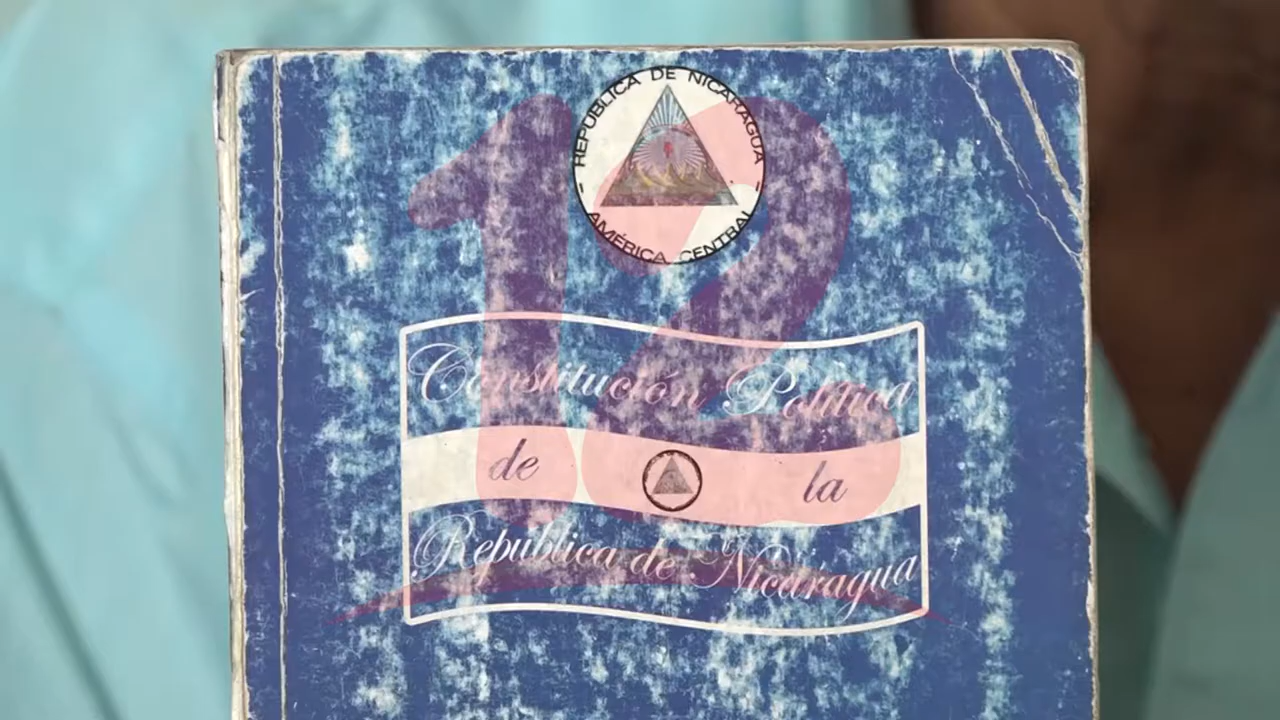 REPÚBLICA DE NICARAGUA
AMÉRICA CENTRAL
12
Constitución Política
de la
República de Nicaragua